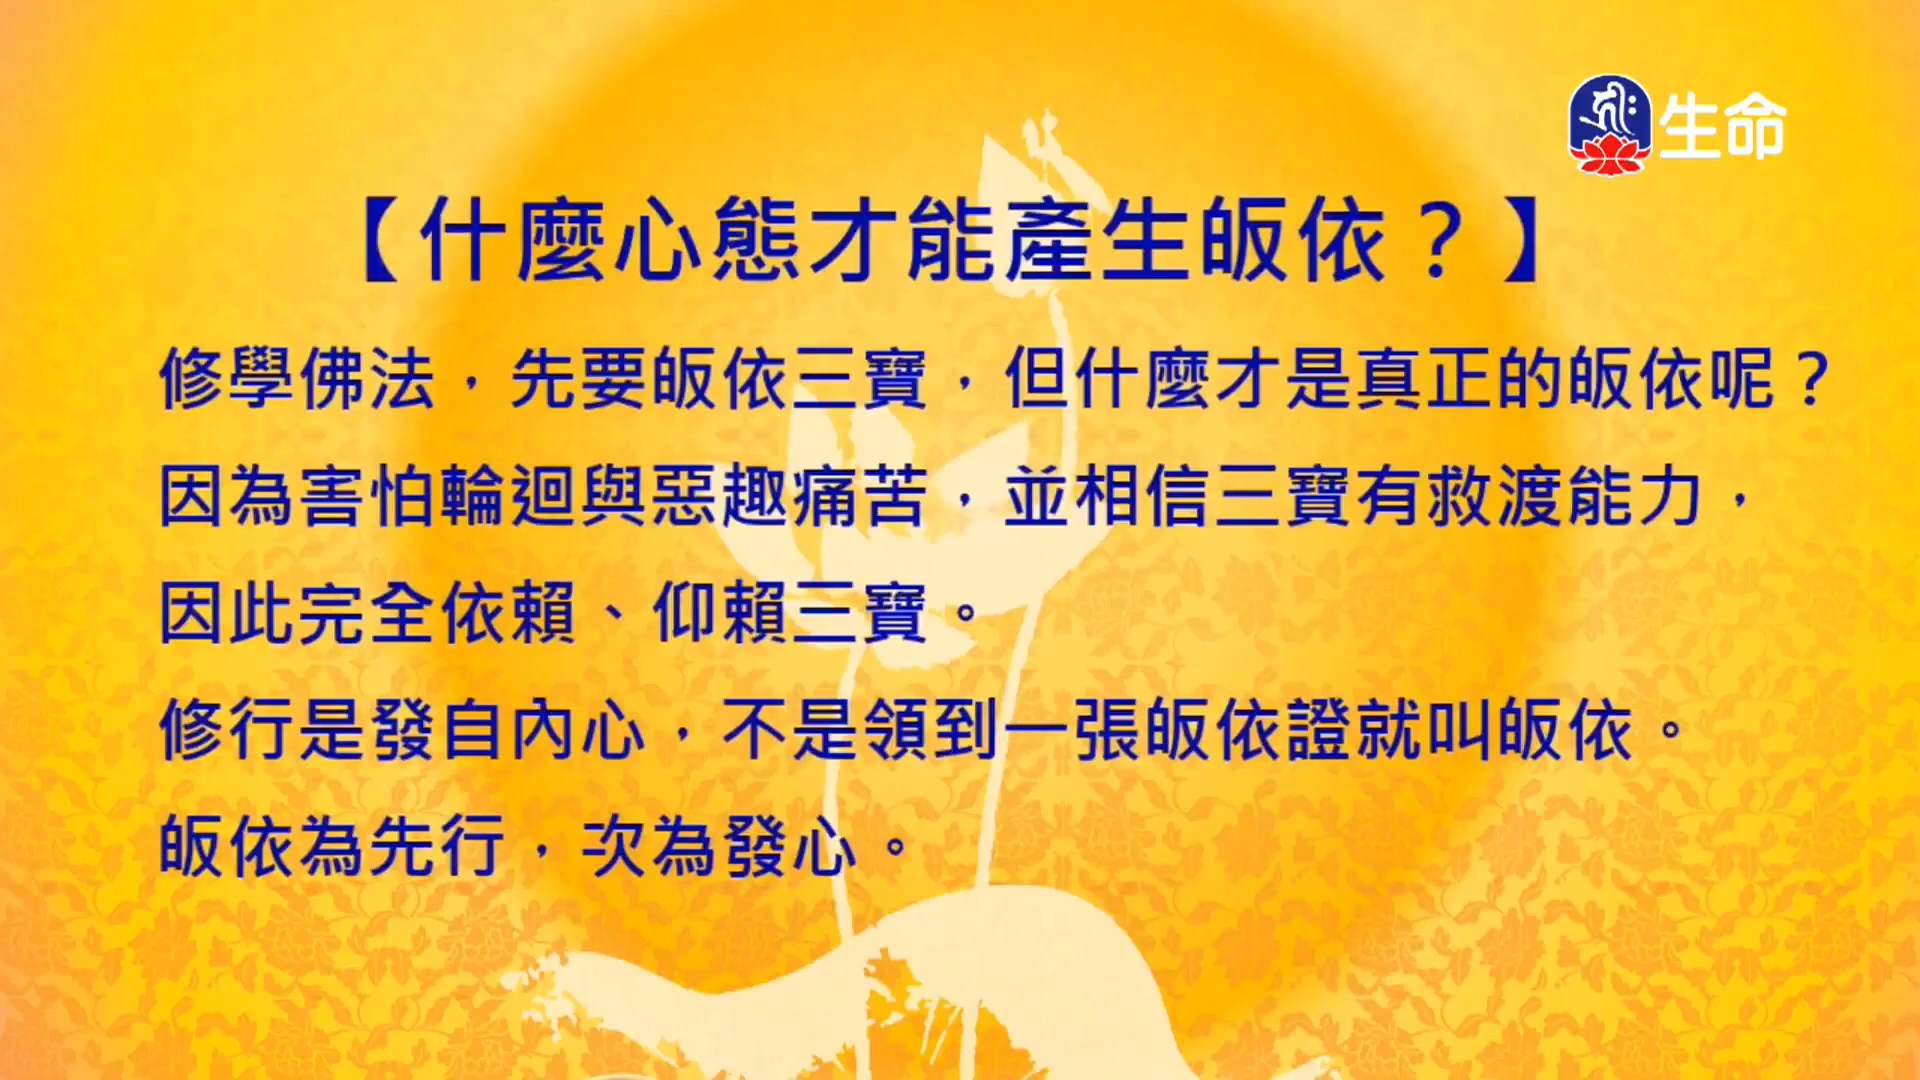 生命
【什麼心態才能產生皈依？】
修學佛法，先要皈依三寶，但什麼才是真正的皈依呢？
因為害怕輪迴與惡趣痛苦，並相信三寶有救渡能力，
因此完全依賴、仰賴三寶。
修行是發自內心，不是領到一張皈依證就叫皈依。
皈依為先行，次為發心。